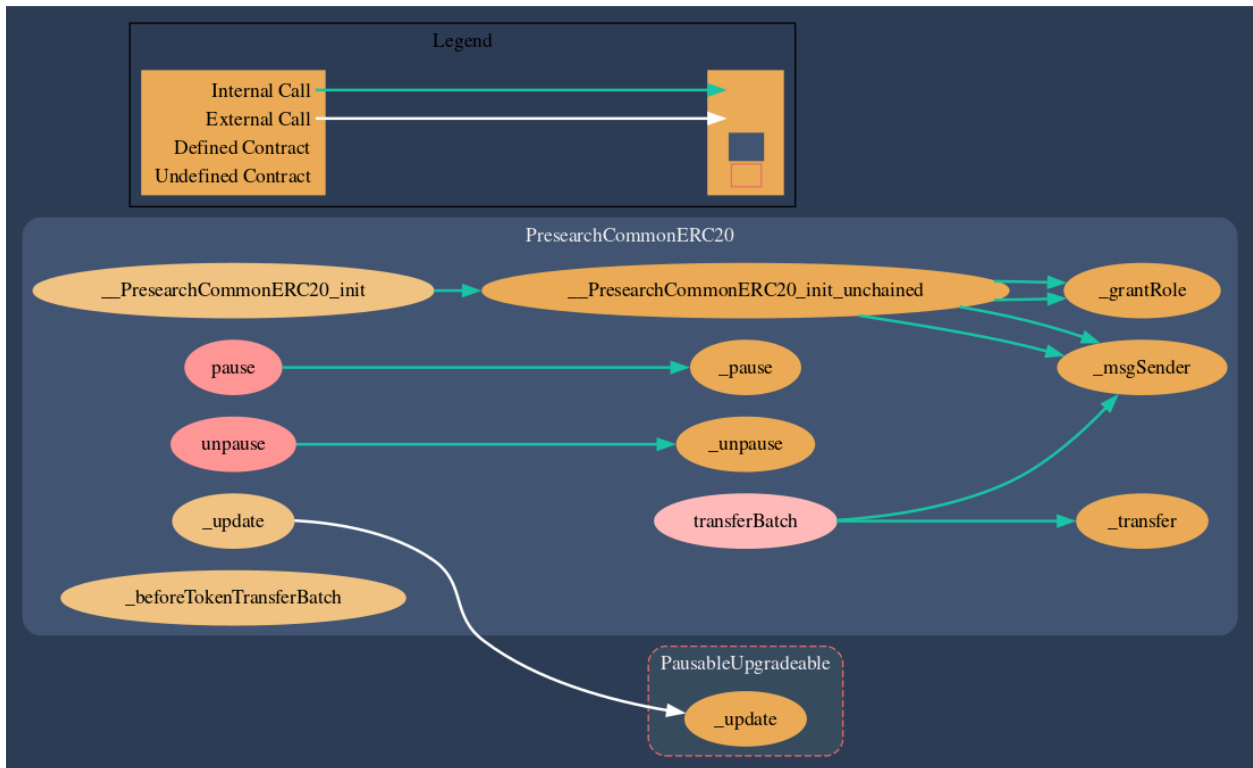 Legend
Internal Call
External Call
Defined Contract
Undefined Contract
PresearchCommonERC20
__PresearchCommonERC20_init
__PresearchCommonERC20_init_unchained
_grantRole
pause
_pause
_msgSender
unpause
_unpause
_update
transferBatch
_transfer
_beforeTokenTransferBatch
PausableUpgradeable
_update